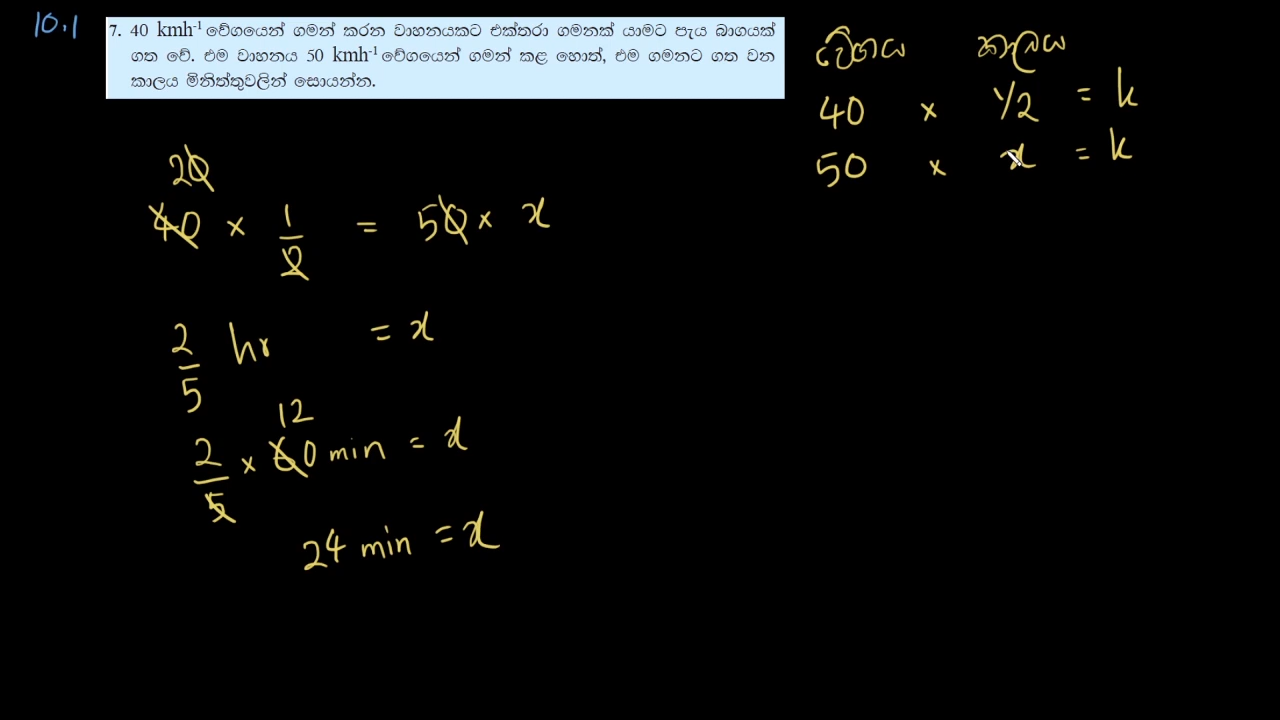 10.1
7. 40 kmh⁻¹ වේගයෙන් ගමන් කරන වාහනයකට එක්තරා ගමනක් යාමට පැය බාගයක්
ගත වේ. එම වාහනය 50 kmh⁻¹ වේගයෙන් ගමන් කළ හොත්, එම ගමනට ගත වන
කාලය මිනිත්තුවලින් සොයන්න.
වේගය කාලය
40 × 1/2 = k
50 × x = k
20
40 × 1/2 = 50 × x
2/5 hr = x
12
2/5 × 60 min = x
24 min = x